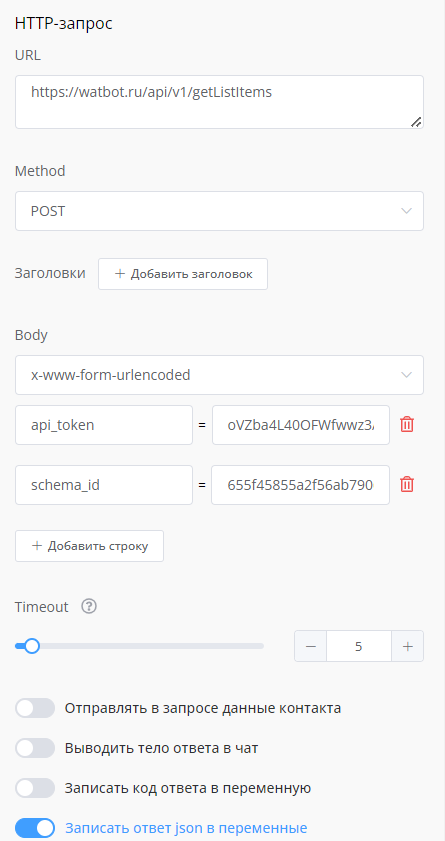 HTTP-запрос
URL
https://watbot.ru/api/v1/getListItems
Method
POST
Заголовки + Добавить заголовок
Body
x-www-form-urlencoded
api_token = oVZba4L40OFWfwwz3
schema_id = 655f45855a2f56ab790
+ Добавить строку
Timeout ?
− 5 +
Отправлять в запросе данные контакта
Выводить тело ответа в чат
Записать код ответа в переменную
Записать ответ json в переменные